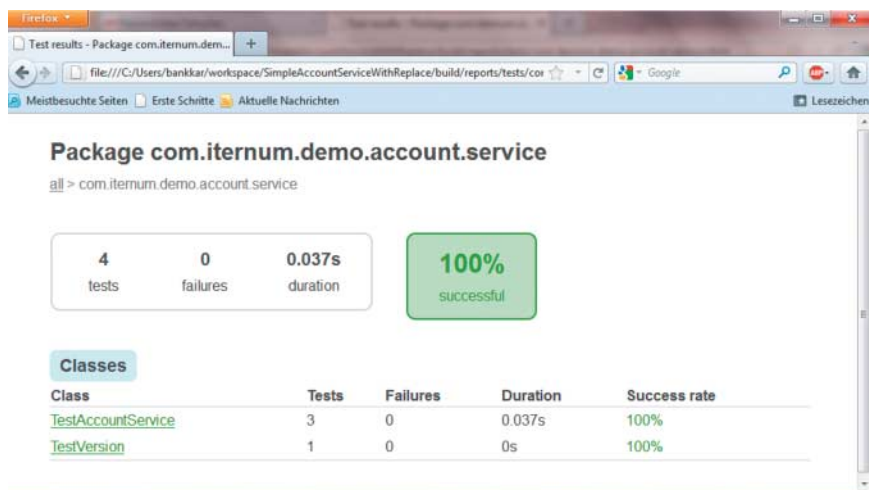 Firefox
Test results - Package com.iternum.dem... +
file:///C:/Users/bankkar/workspace/SimpleAccountServiceWithReplace/build/reports/tests/cor
Google
ABP
Meistbesuchte Seiten Erste Schritte Aktuelle Nachrichten Lesezeichen
Package com.iternum.demo.account.service
all > com.iternum.demo.account.service
4 0 0.037s 100%
tests failures duration successful
Classes
Class Tests Failures Duration Success rate
TestAccountService 3 0 0.037s 100%
TestVersion 1 0 0s 100%